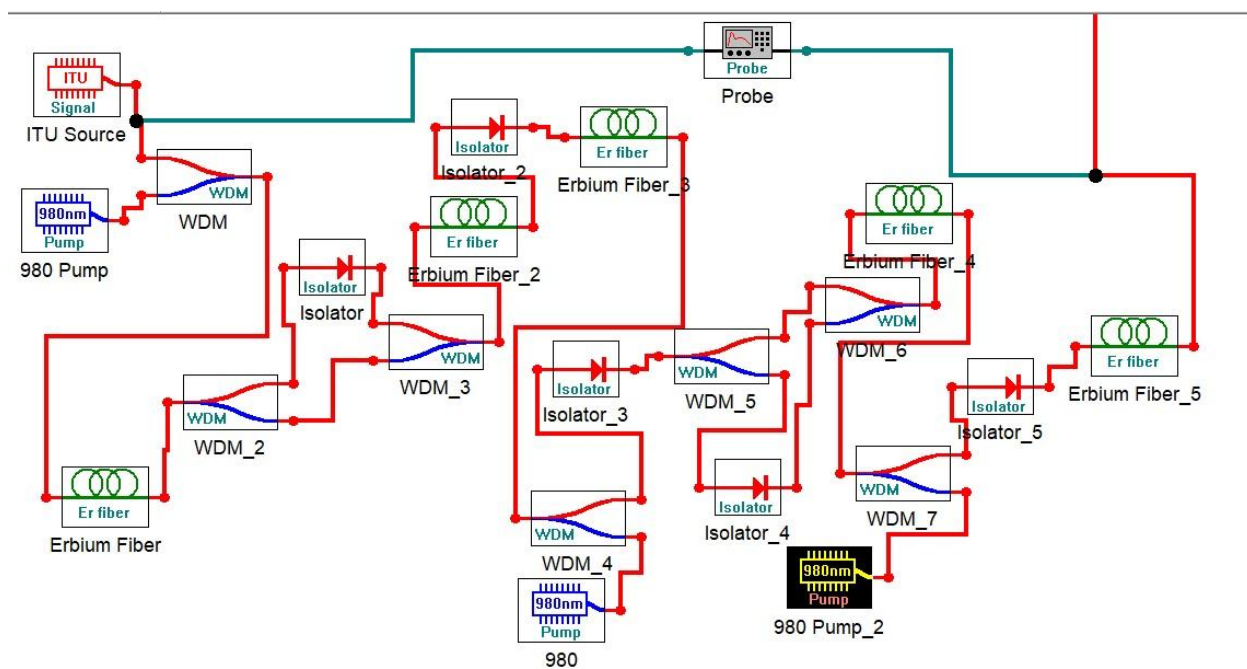 ITU
Signal
ITU Source
Probe
Probe
WDM
WDM
980nm
Pump
980 Pump
Isolator
Isolator_2
Er fiber
Erbium Fiber_3
Er fiber
Erbium Fiber_2
Isolator
Isolator
WDM
WDM_3
WDM
WDM_2
Er fiber
Erbium Fiber
Er fiber
Erbium Fiber_4
WDM
WDM_6
Isolator
Isolator_3
WDM
WDM_5
Er fiber
Erbium Fiber_5
Isolator
Isolator_5
Isolator
Isolator_4
WDM
WDM_7
WDM
WDM_4
980nm
Pump
980
980nm
Pump
980 Pump_2